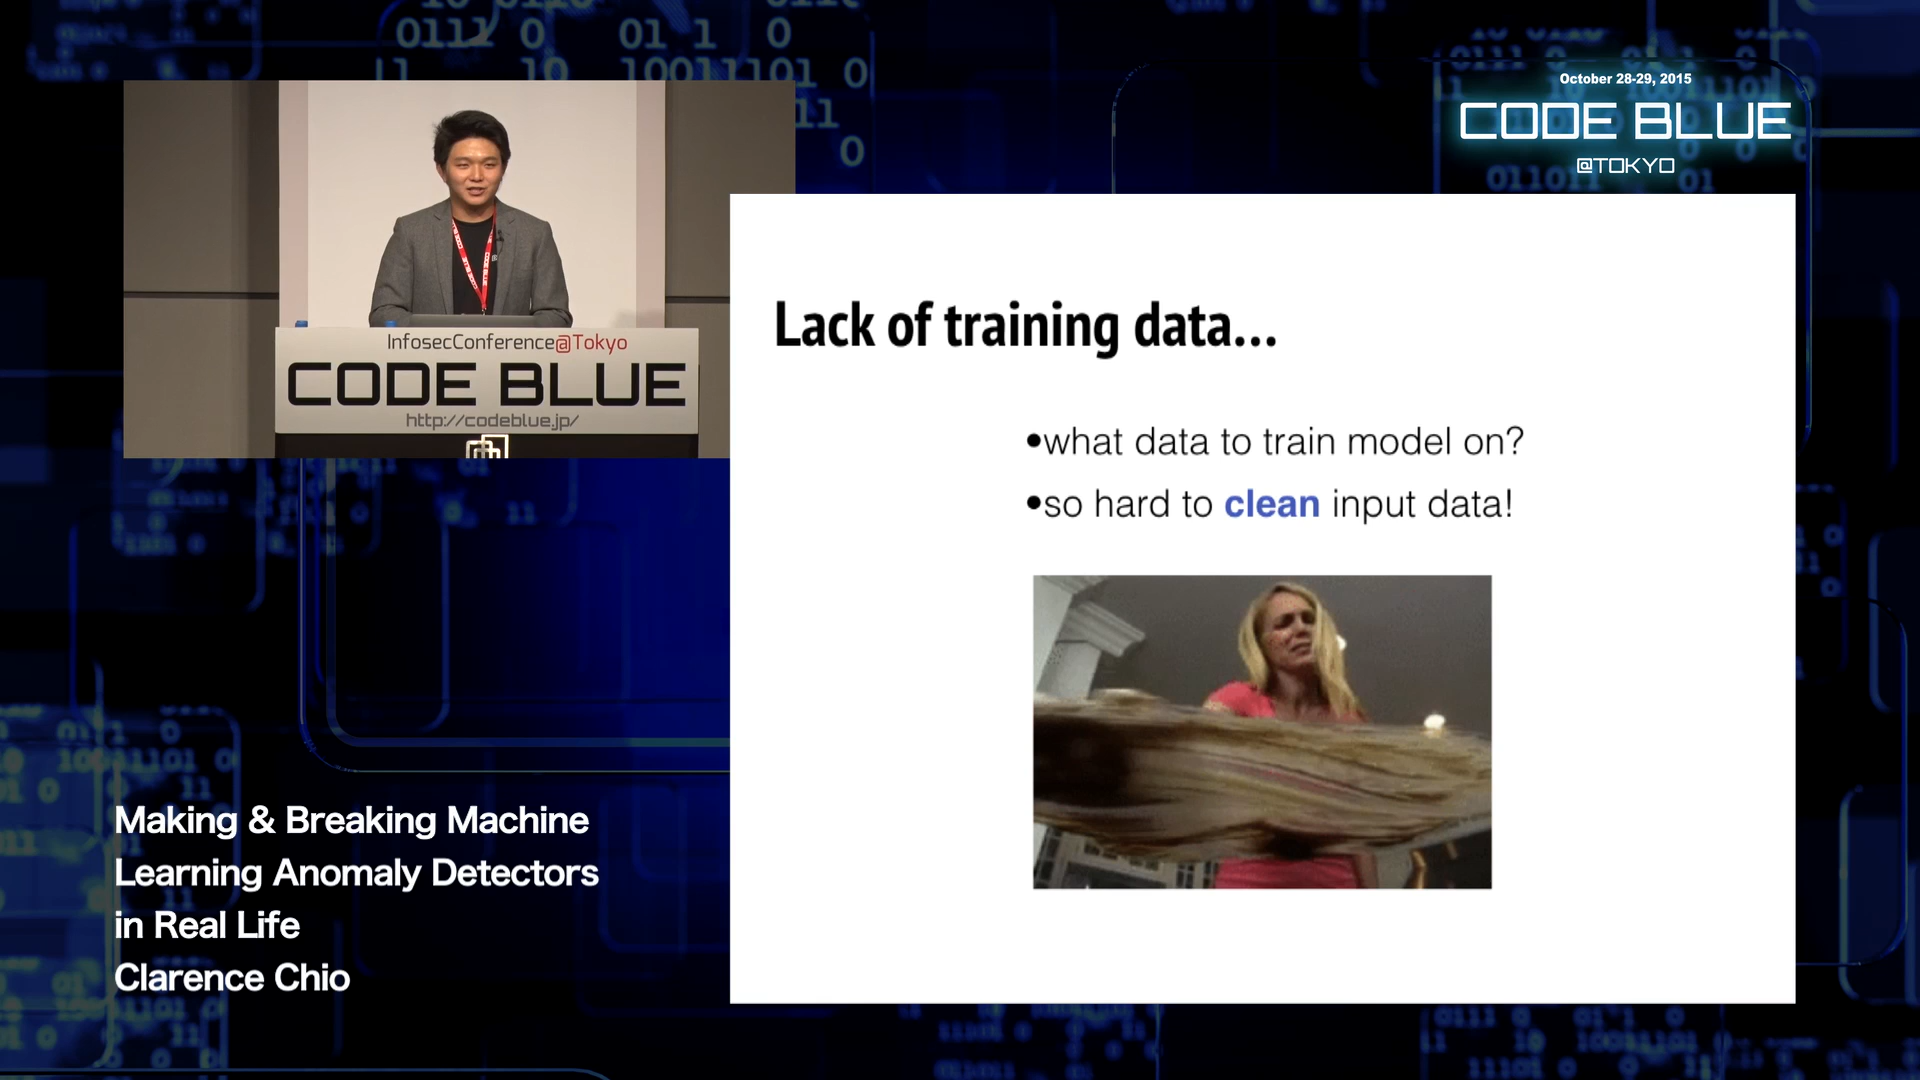 October 28-29, 2015
CODE BLUE
@TOKYO
InfosecConference@Tokyo
CODE BLUE
http://codeblue.jp/
Lack of training data...
•what data to train model on?
•so hard to clean input data!
Making & Breaking Machine
Learning Anomaly Detectors
in Real Life
Clarence Chio